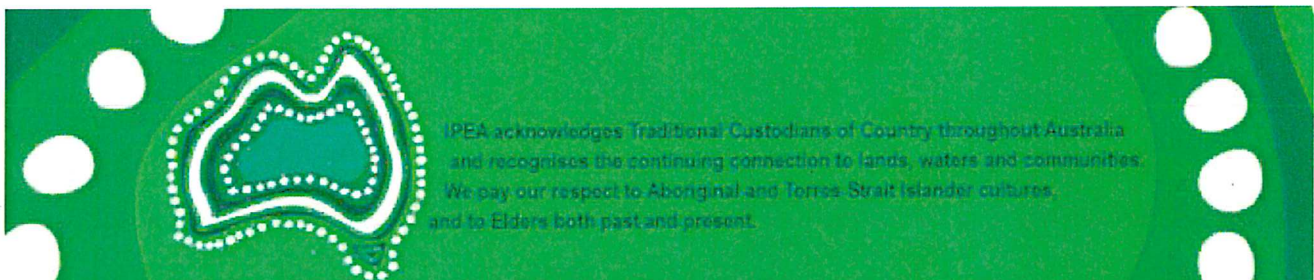 IPEA acknowledges Traditional Custodians of Country throughout Australia
and recognises the continuing connection to lands, waters and communities.
We pay our respect to Aboriginal and Torres Strait Islander cultures,
and to Elders both past and present.